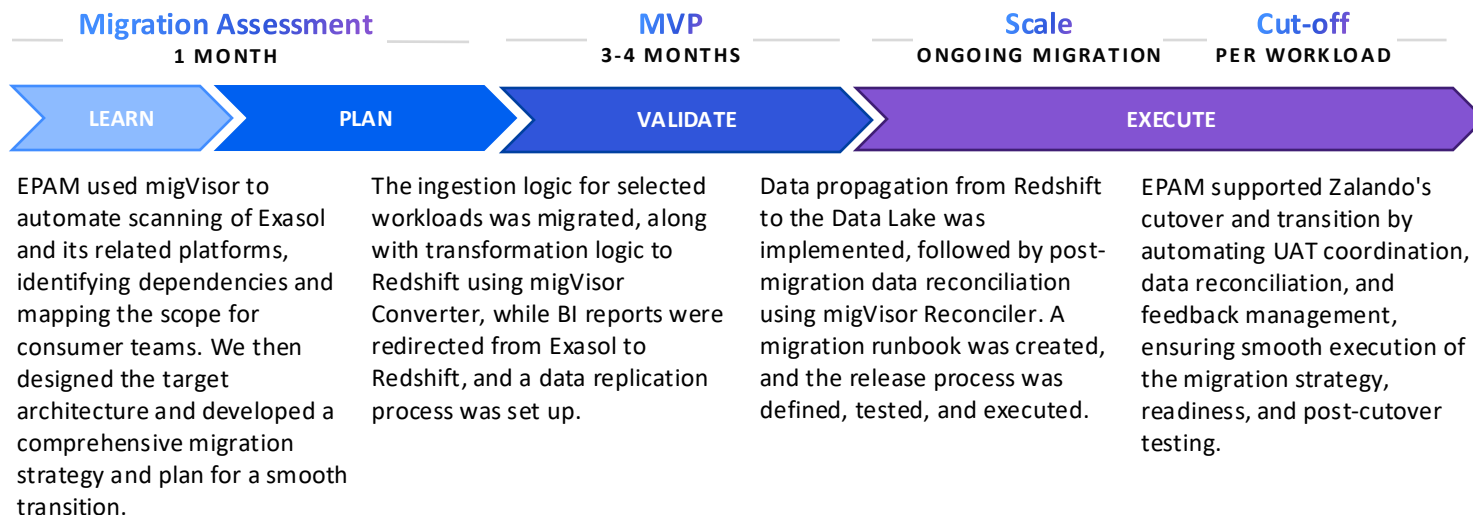 Migration Assessment
1 MONTH
MVP
3-4 MONTHS
Scale
ONGOING MIGRATION
Cut-off
PER WORKLOAD
LEARN
PLAN
VALIDATE
EXECUTE
EPAM used migVisor to
automate scanning of Exasol
and its related platforms,
identifying dependencies and
mapping the scope for
consumer teams. We then
designed the target
architecture and developed a
comprehensive migration
strategy and plan for a smooth
transition.
The ingestion logic for selected
workloads was migrated, along
with transformation logic to
Redshift using migVisor
Converter, while BI reports were
redirected from Exasol to
Redshift, and a data replication
process was set up.
Data propagation from Redshift
to the Data Lake was
implemented, followed by post-
migration data reconciliation
using migVisor Reconciler. A
migration runbook was created,
and the release process was
defined, tested, and executed.
EPAM supported Zalando's
cutover and transition by
automating UAT coordination,
data reconciliation, and
feedback management,
ensuring smooth execution of
the migration strategy,
readiness, and post-cutover
testing.